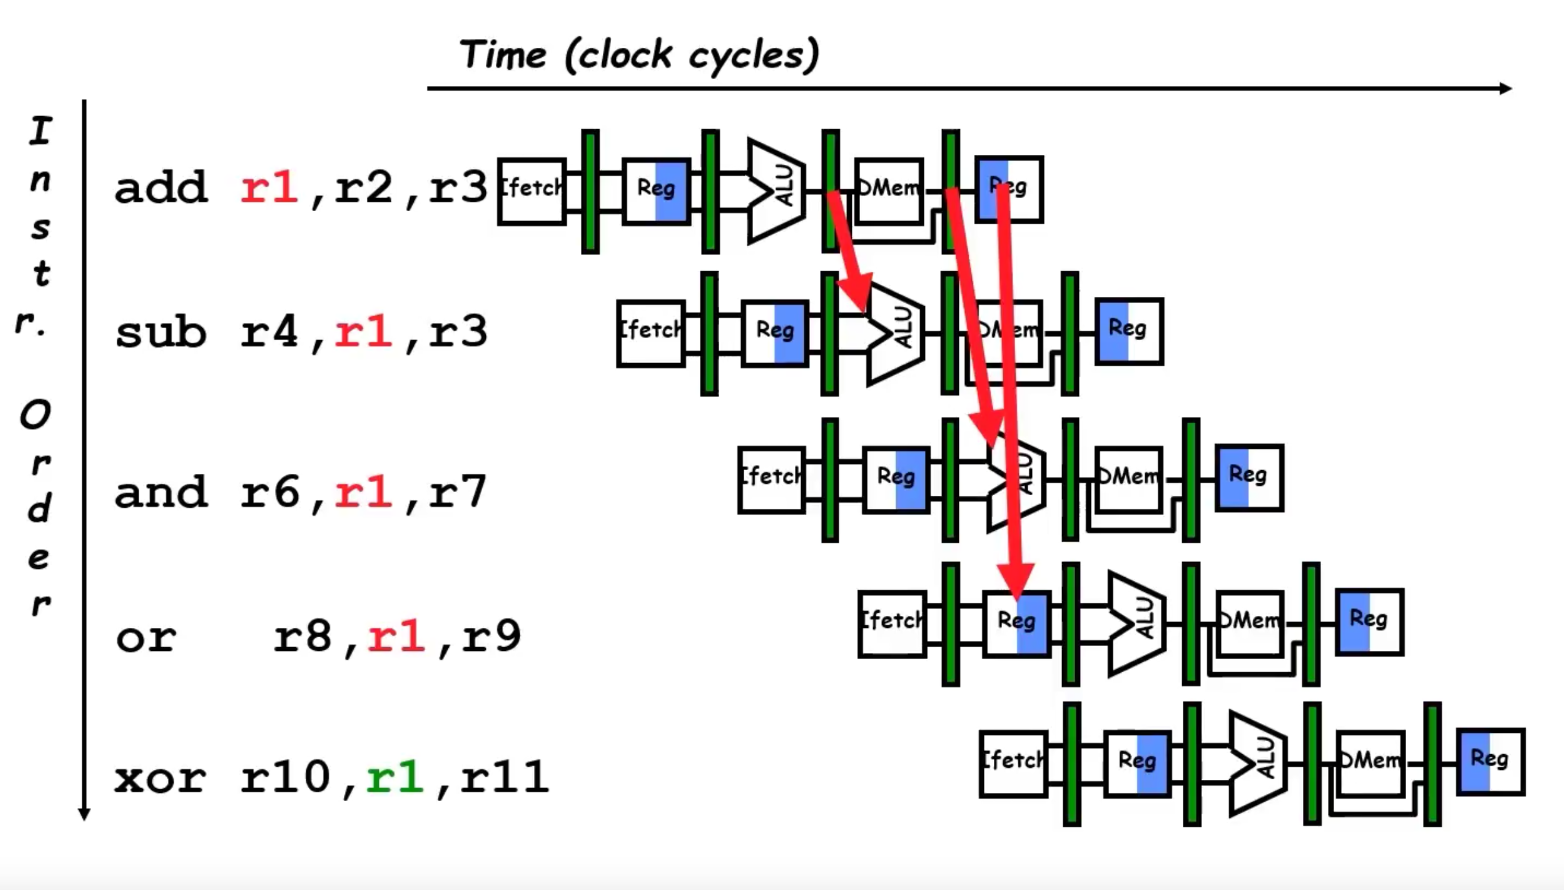 Time (clock cycles)
Instr. Order
add r1,r2,r3
Ifetch Reg ALU DMem Reg
sub r4,r1,r3
Ifetch Reg ALU DMem Reg
and r6,r1,r7
Ifetch Reg ALU DMem Reg
or r8,r1,r9
Ifetch Reg ALU DMem Reg
xor r10,r1,r11
Ifetch Reg ALU DMem Reg